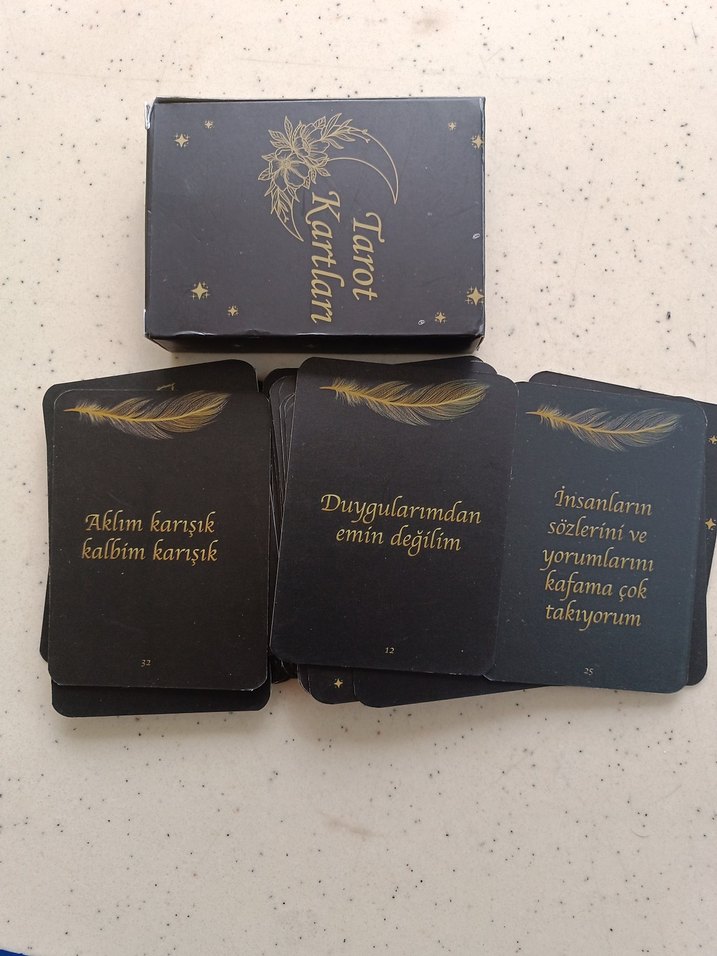 Tarot
Kartları
Aklım karışık
kalbim karışık
32
Duygularımdan
emin değilim
12
İnsanların
sözlerini ve
yorumlarını
kafama çok
takıyorum
25